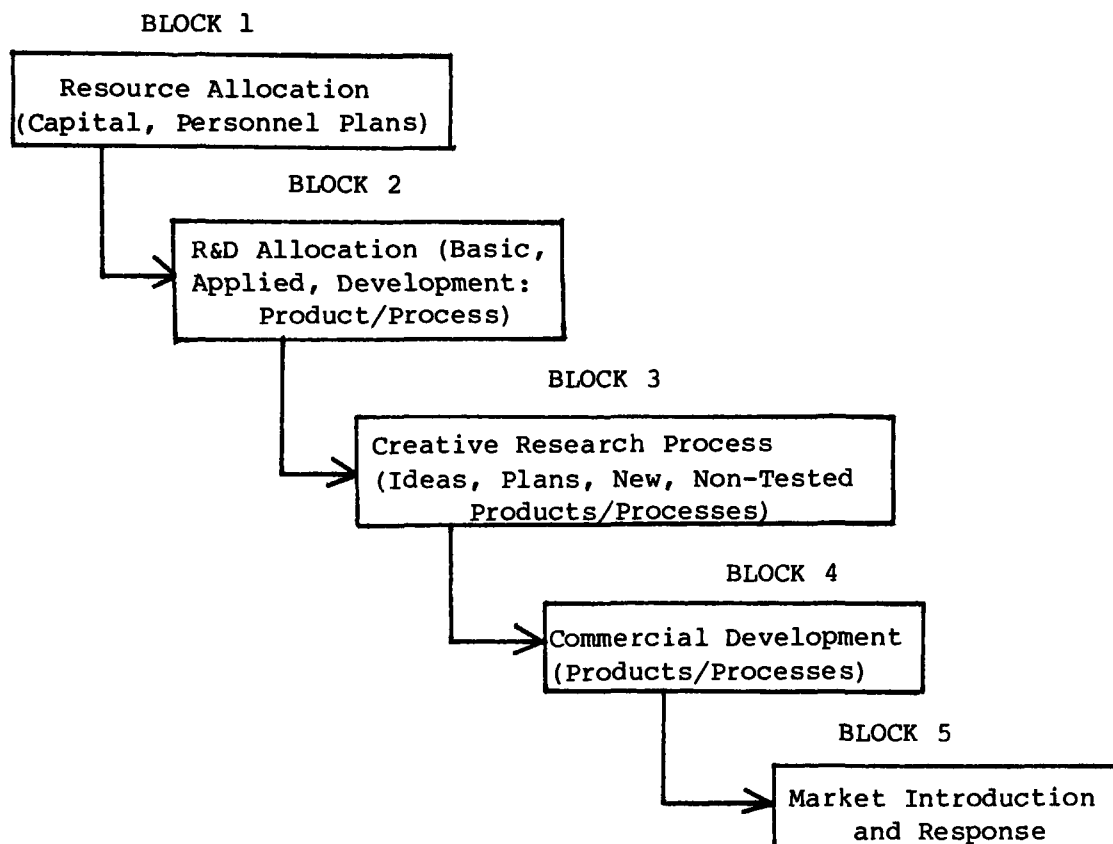 BLOCK 1
Resource Allocation
(Capital, Personnel Plans)
BLOCK 2
R&D Allocation (Basic,
Applied, Development:
Product/Process)
BLOCK 3
Creative Research Process
(Ideas, Plans, New, Non-Tested
Products/Processes)
BLOCK 4
Commercial Development
(Products/Processes)
BLOCK 5
Market Introduction
and Response